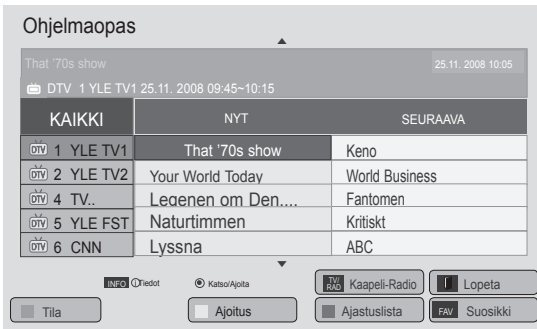 Ohjelmaopas
That '70s show 25.11. 2008 10:05
DTV 1 YLE TV1 25.11. 2008 09:45~10:15
KAIKKI NYT SEURAAVA
DTV 1 YLE TV1 That '70s show Keno
DTV 2 YLE TV2 Your World Today World Business
DTV 4 TV.. Legenen om Den.... Fantomen
DTV 5 YLE FST Naturtimmen Kritiskt
DTV 6 CNN Lyssna ABC
INFO ⓘTiedot ◉ Katso/Ajoita TV/RAD Kaapeli-Radio Lopeta
Tila Ajoitus Ajastuslista FAV Suosikki